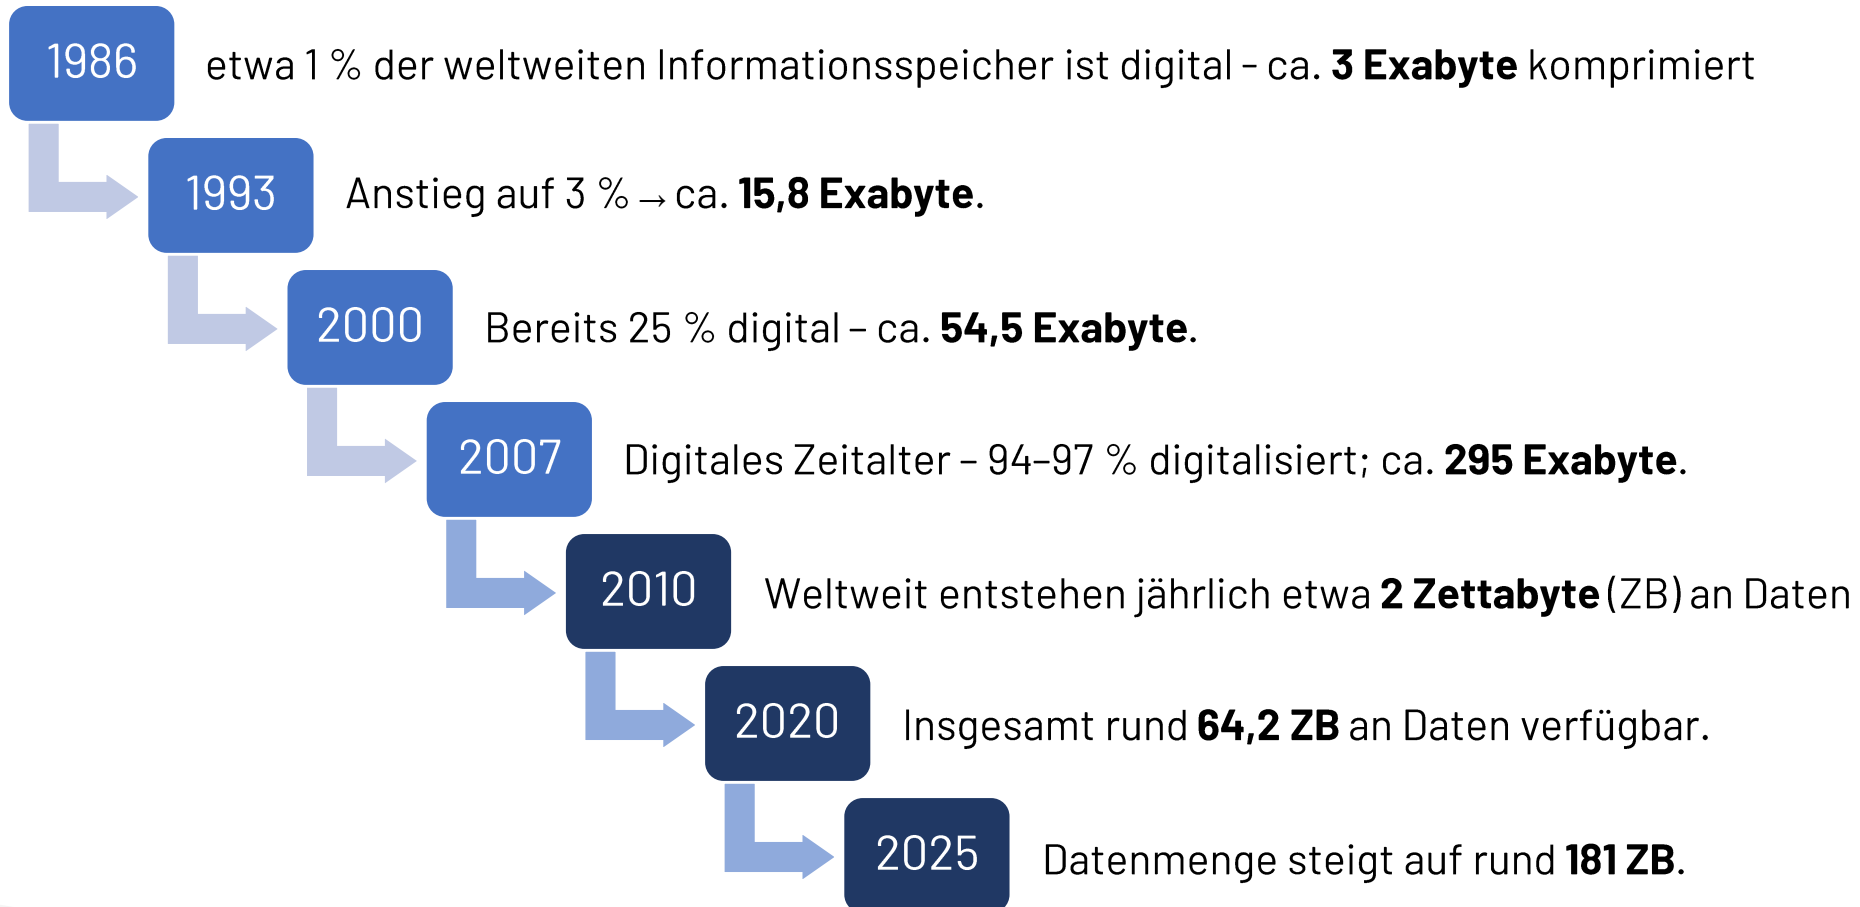 1986
etwa 1 % der weltweiten Informationsspeicher ist digital - ca. 3 Exabyte komprimiert
1993
Anstieg auf 3 % → ca. 15,8 Exabyte.
2000
Bereits 25 % digital – ca. 54,5 Exabyte.
2007
Digitales Zeitalter – 94–97 % digitalisiert; ca. 295 Exabyte.
2010
Weltweit entstehen jährlich etwa 2 Zettabyte (ZB) an Daten
2020
Insgesamt rund 64,2 ZB an Daten verfügbar.
2025
Datenmenge steigt auf rund 181 ZB.